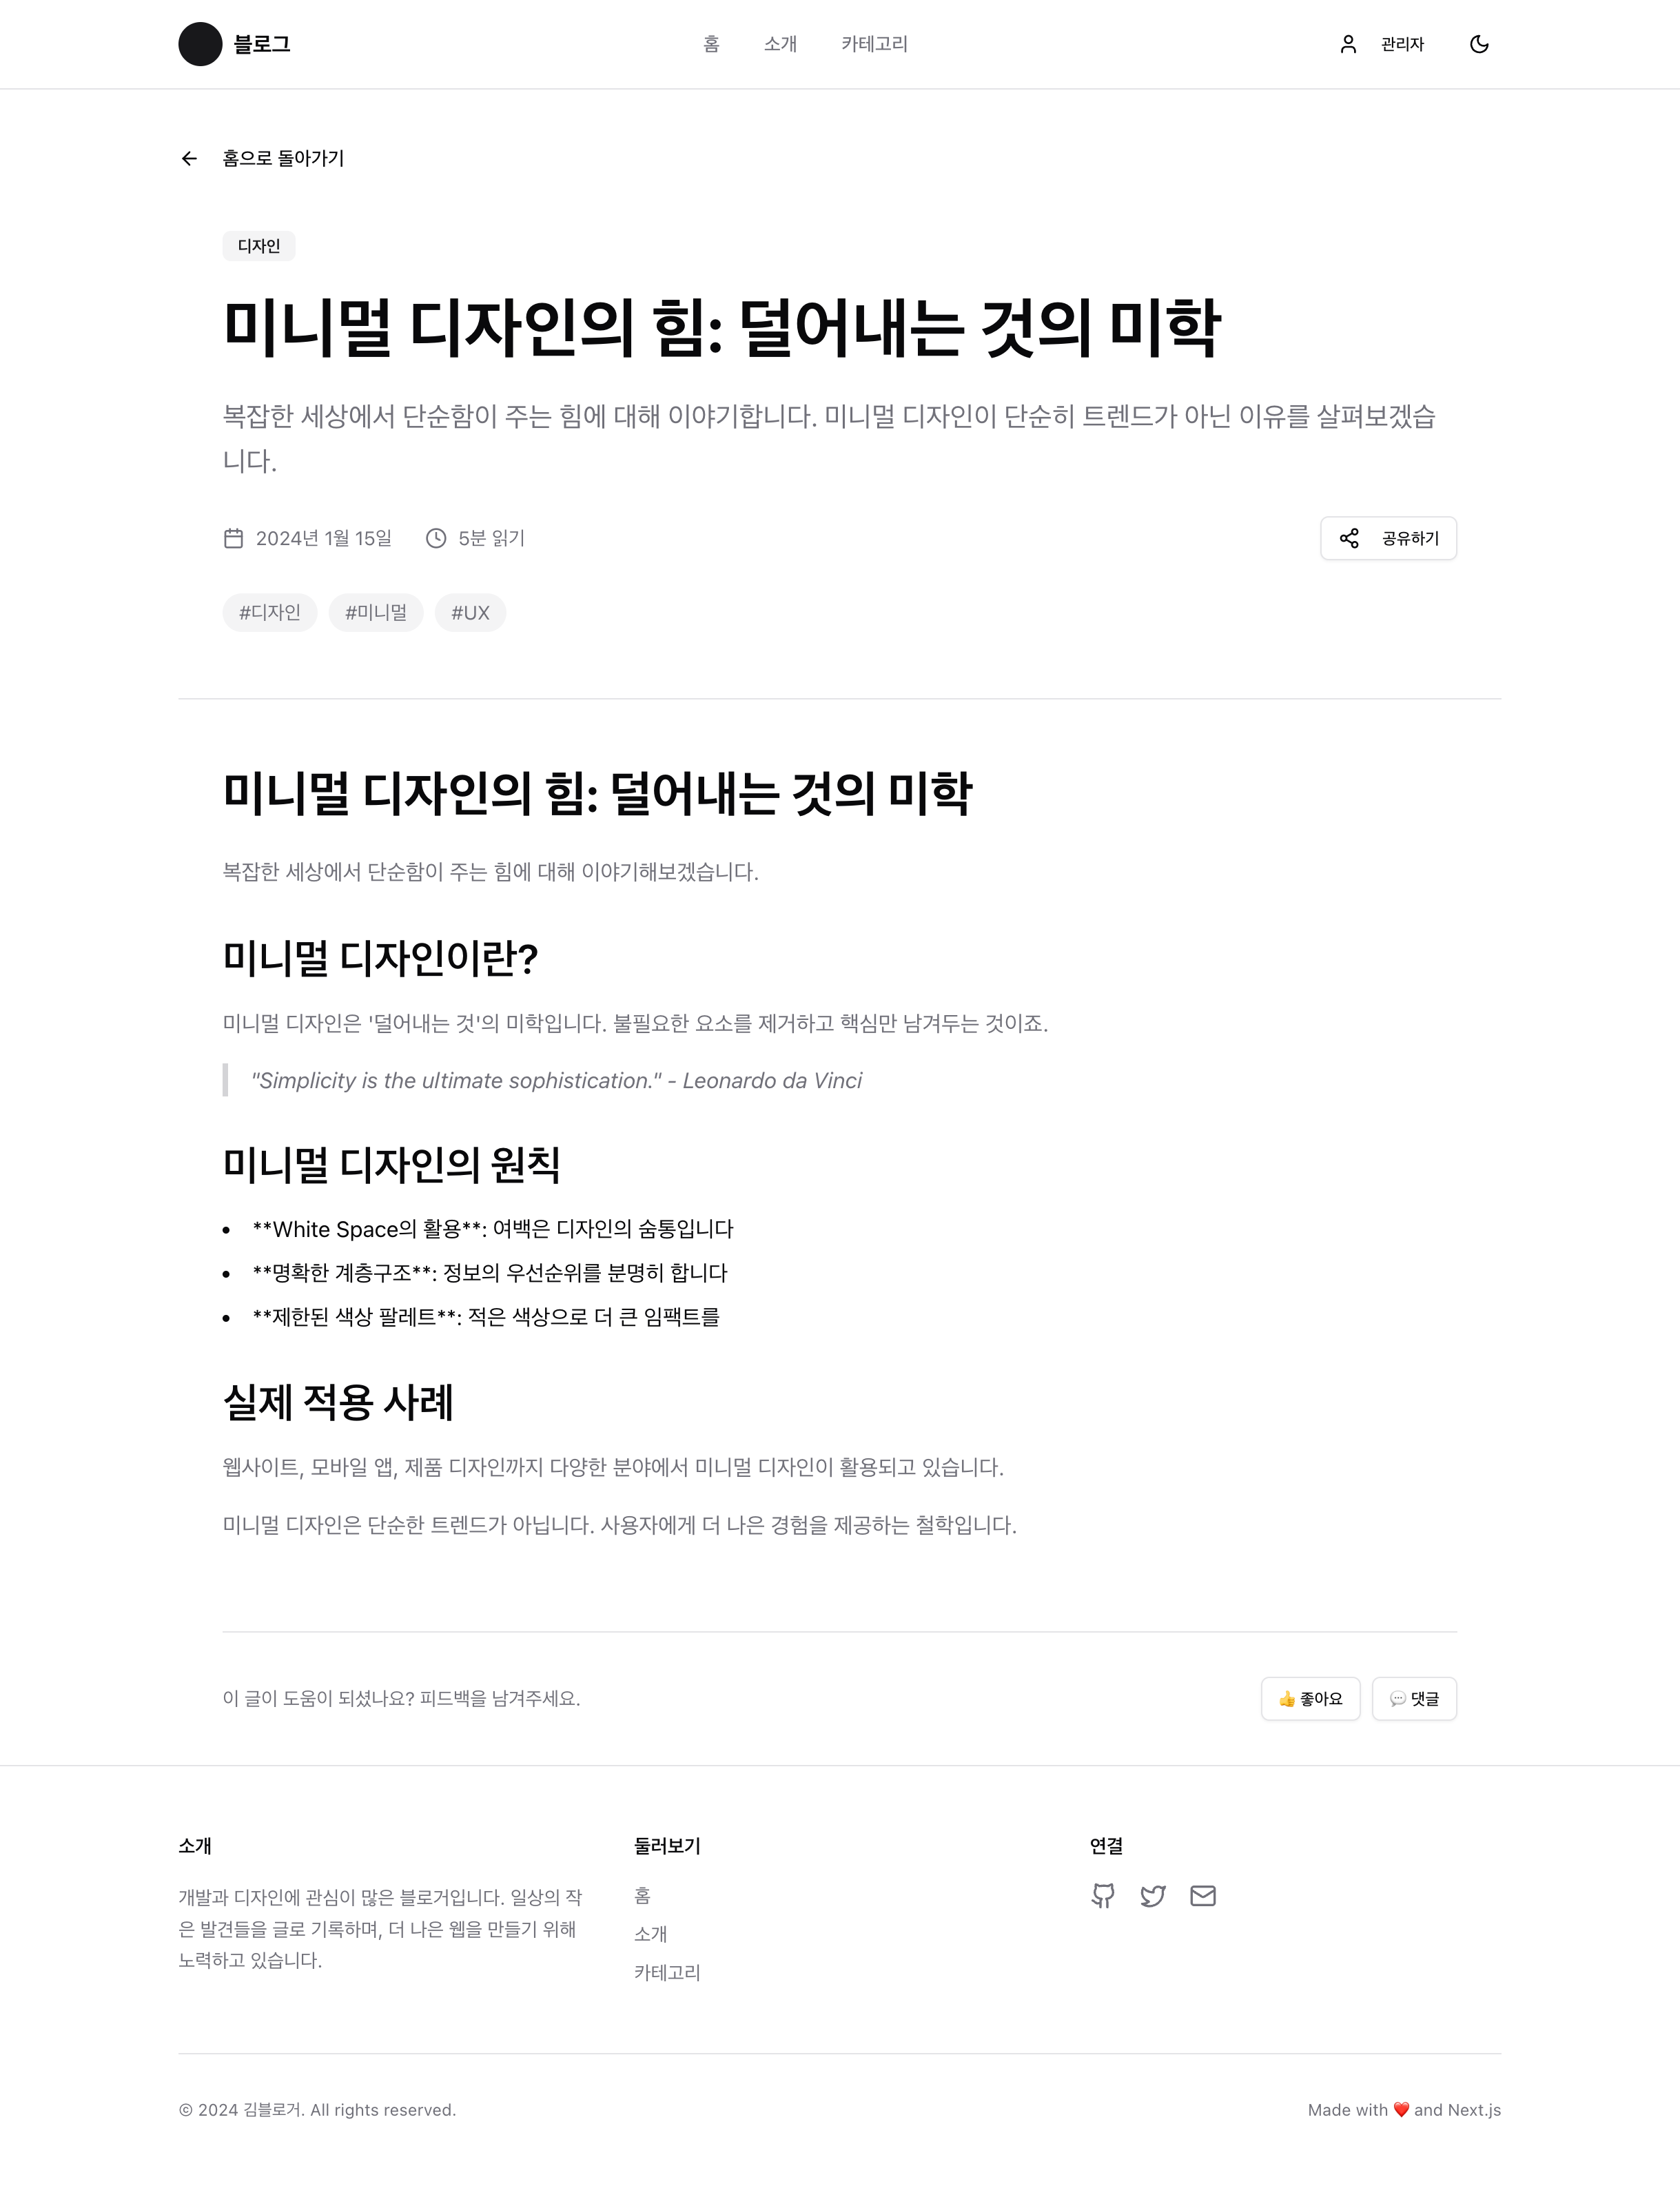 블로그
홈
소개
카테고리
관리자
홈으로 돌아가기
디자인
미니멀 디자인의 힘: 덜어내는 것의 미학
복잡한 세상에서 단순함이 주는 힘에 대해 이야기합니다. 미니멀 디자인이 단순히 트렌드가 아닌 이유를 살펴보겠습
니다.
2024년 1월 15일
5분 읽기
공유하기
#디자인
#미니멀
#UX
미니멀 디자인의 힘: 덜어내는 것의 미학
복잡한 세상에서 단순함이 주는 힘에 대해 이야기해보겠습니다.
미니멀 디자인이란?
미니멀 디자인은 '덜어내는 것'의 미학입니다. 불필요한 요소를 제거하고 핵심만 남겨두는 것이죠.
"Simplicity is the ultimate sophistication." - Leonardo da Vinci
미니멀 디자인의 원칙
• **White Space의 활용**: 여백은 디자인의 숨통입니다
• **명확한 계층구조**: 정보의 우선순위를 분명히 합니다
• **제한된 색상 팔레트**: 적은 색상으로 더 큰 임팩트를
실제 적용 사례
웹사이트, 모바일 앱, 제품 디자인까지 다양한 분야에서 미니멀 디자인이 활용되고 있습니다.
미니멀 디자인은 단순한 트렌드가 아닙니다. 사용자에게 더 나은 경험을 제공하는 철학입니다.
이 글이 도움이 되셨나요? 피드백을 남겨주세요.
👍 좋아요
💬 댓글
소개
개발과 디자인에 관심이 많은 블로거입니다. 일상의 작
은 발견들을 글로 기록하며, 더 나은 웹을 만들기 위해
노력하고 있습니다.
둘러보기
홈
소개
카테고리
연결
© 2024 김블로거. All rights reserved.
Made with ❤️ and Next.js